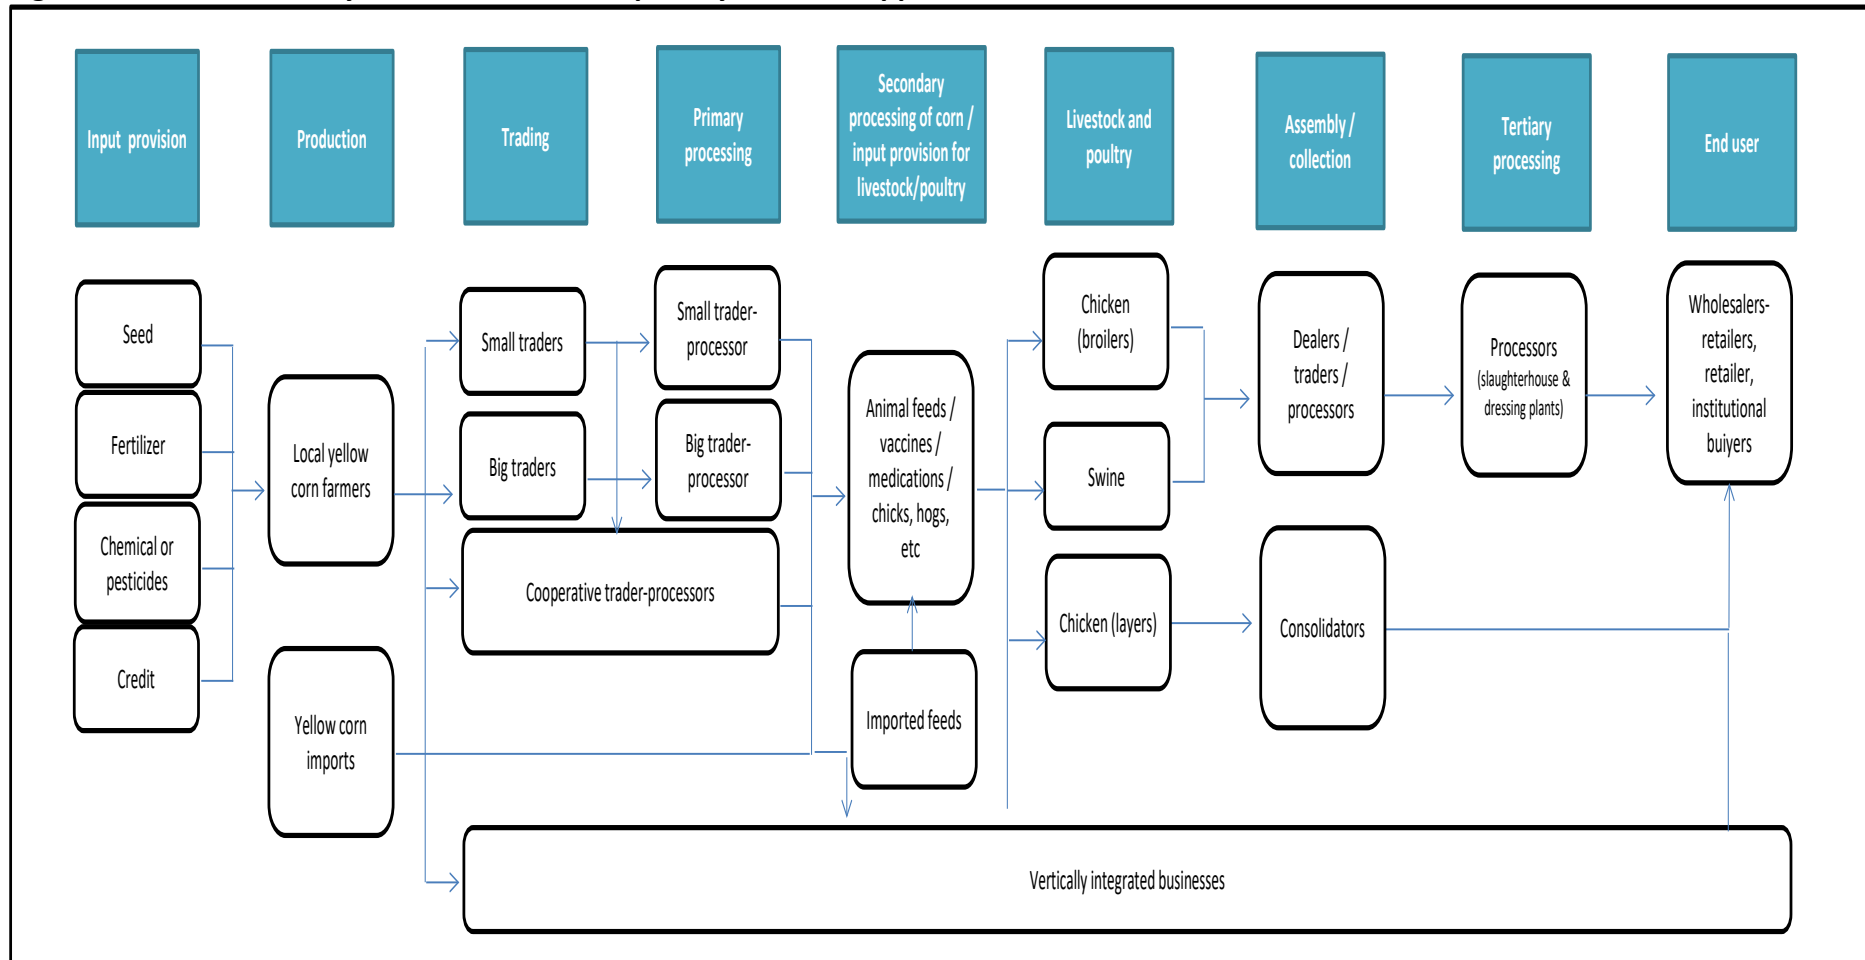 Input provision
Production
Trading
Primary
processing
Secondary
processing of corn /
input provision for
livestock/poultry
Livestock and
poultry
Assembly /
collection
Tertiary
processing
End user
Seed
Fertilizer
Chemical or
pesticides
Credit
Local yellow
corn farmers
Yellow corn
imports
Small traders
Big traders
Small trader-
processor
Big trader-
processor
Cooperative trader-processors
Animal feeds /
vaccines /
medications /
chicks, hogs,
etc
Imported feeds
Chicken
(broilers)
Swine
Chicken (layers)
Dealers /
traders /
processors
Consolidators
Processors
(slaughterhouse &
dressing plants)
Wholesalers-
retailers,
retailer,
institutional
buiyers
Vertically integrated businesses